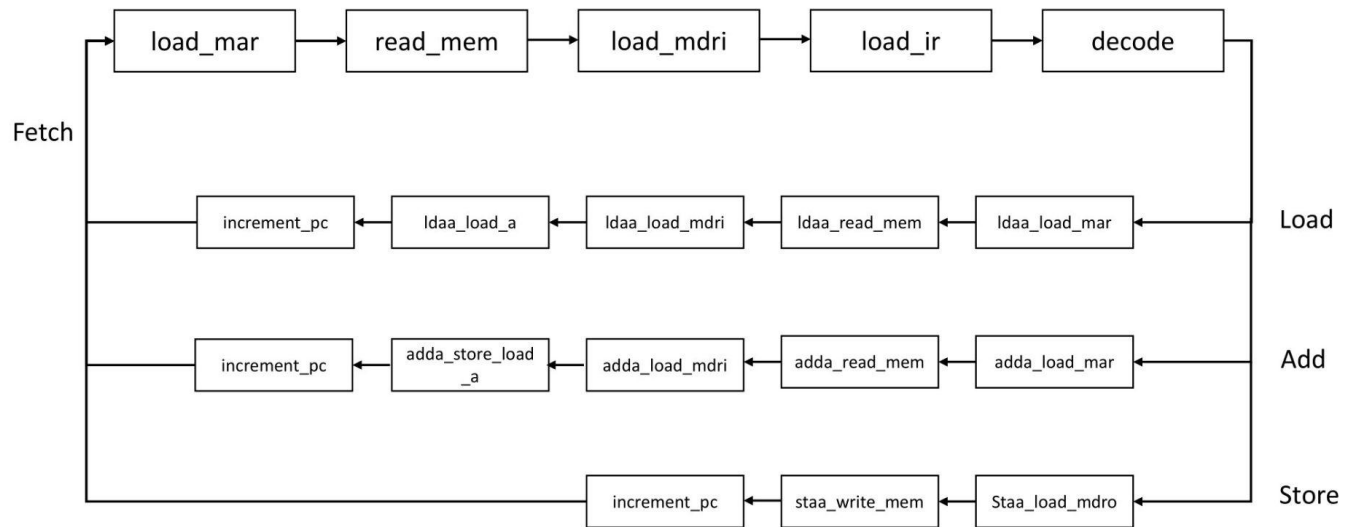 load_mar
read_mem
load_mdri
load_ir
decode
Fetch
increment_pc
ldaa_load_a
ldaa_load_mdri
ldaa_read_mem
ldaa_load_mar
Load
increment_pc
adda_store_load
_a
adda_load_mdri
adda_read_mem
adda_load_mar
Add
increment_pc
staa_write_mem
Staa_load_mdro
Store